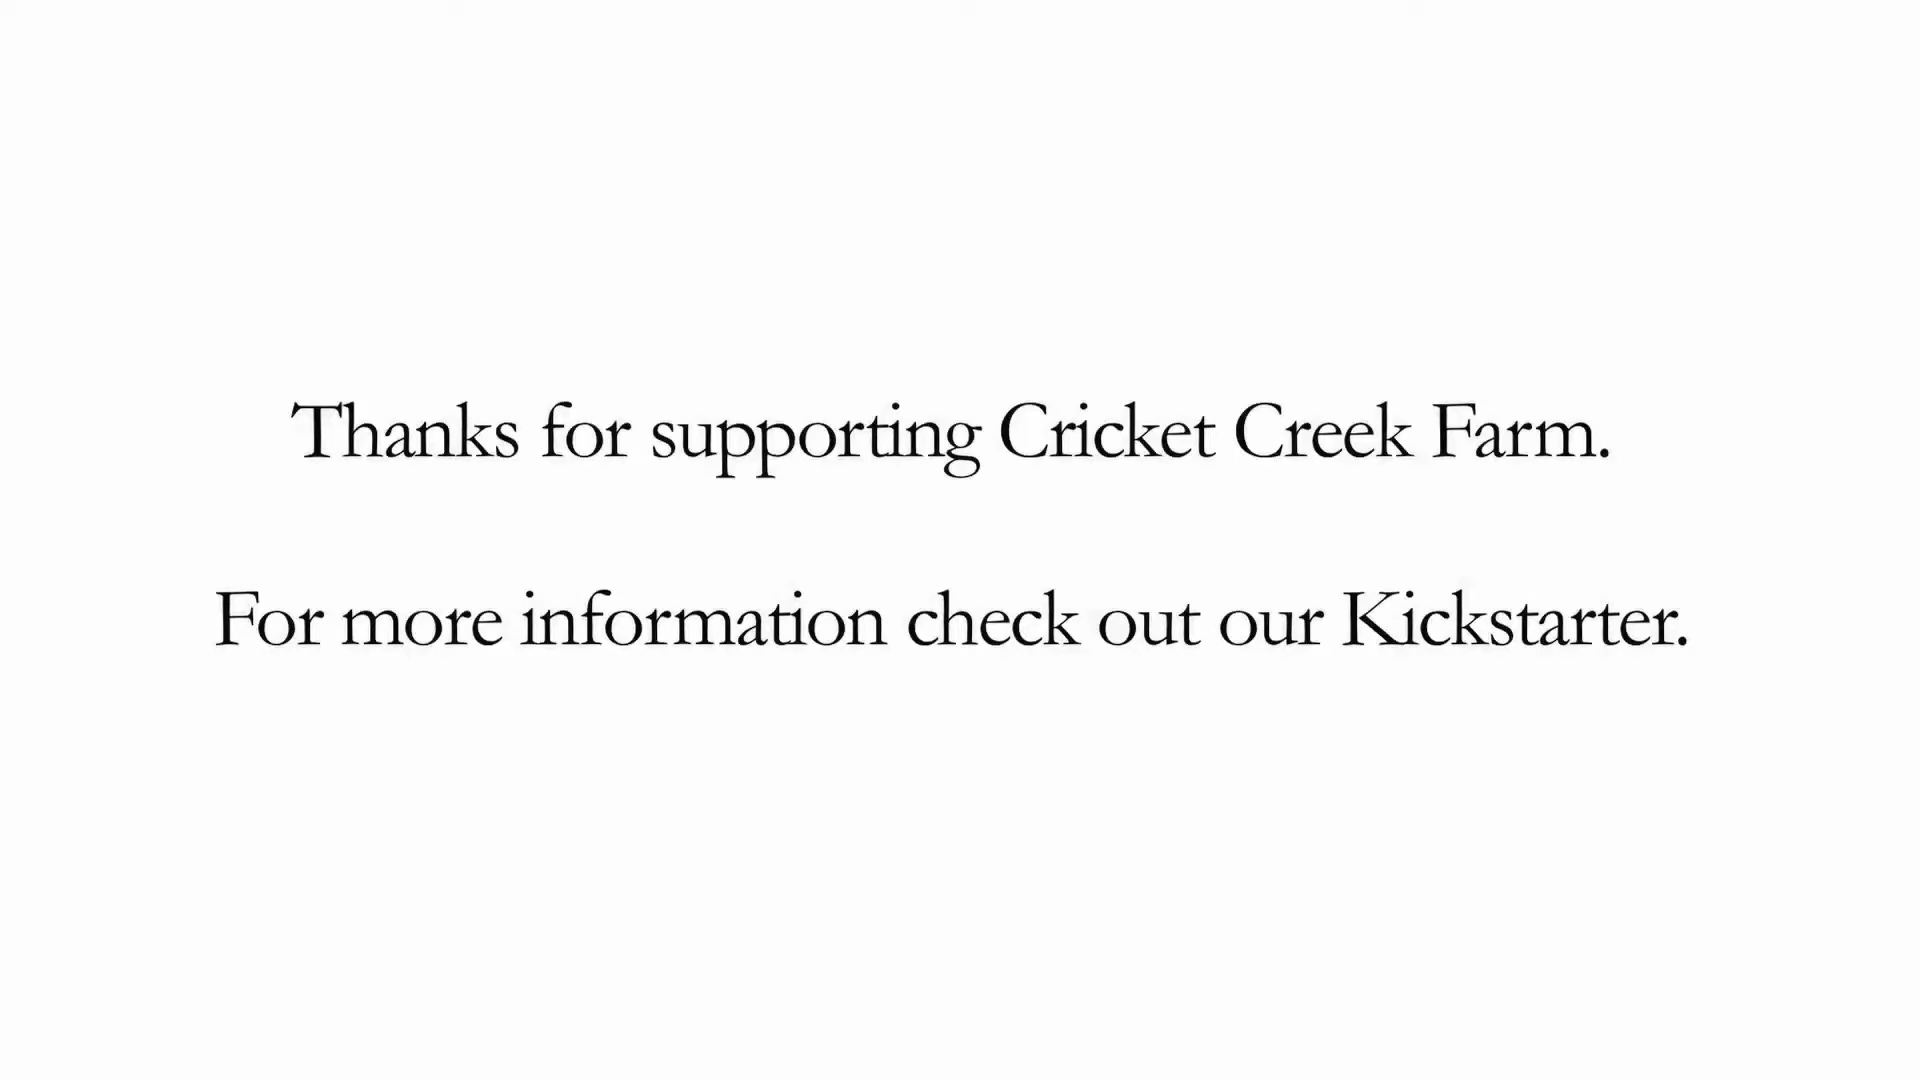 Thanks for supporting Cricket Creek Farm.
For more information check out our Kickstarter.